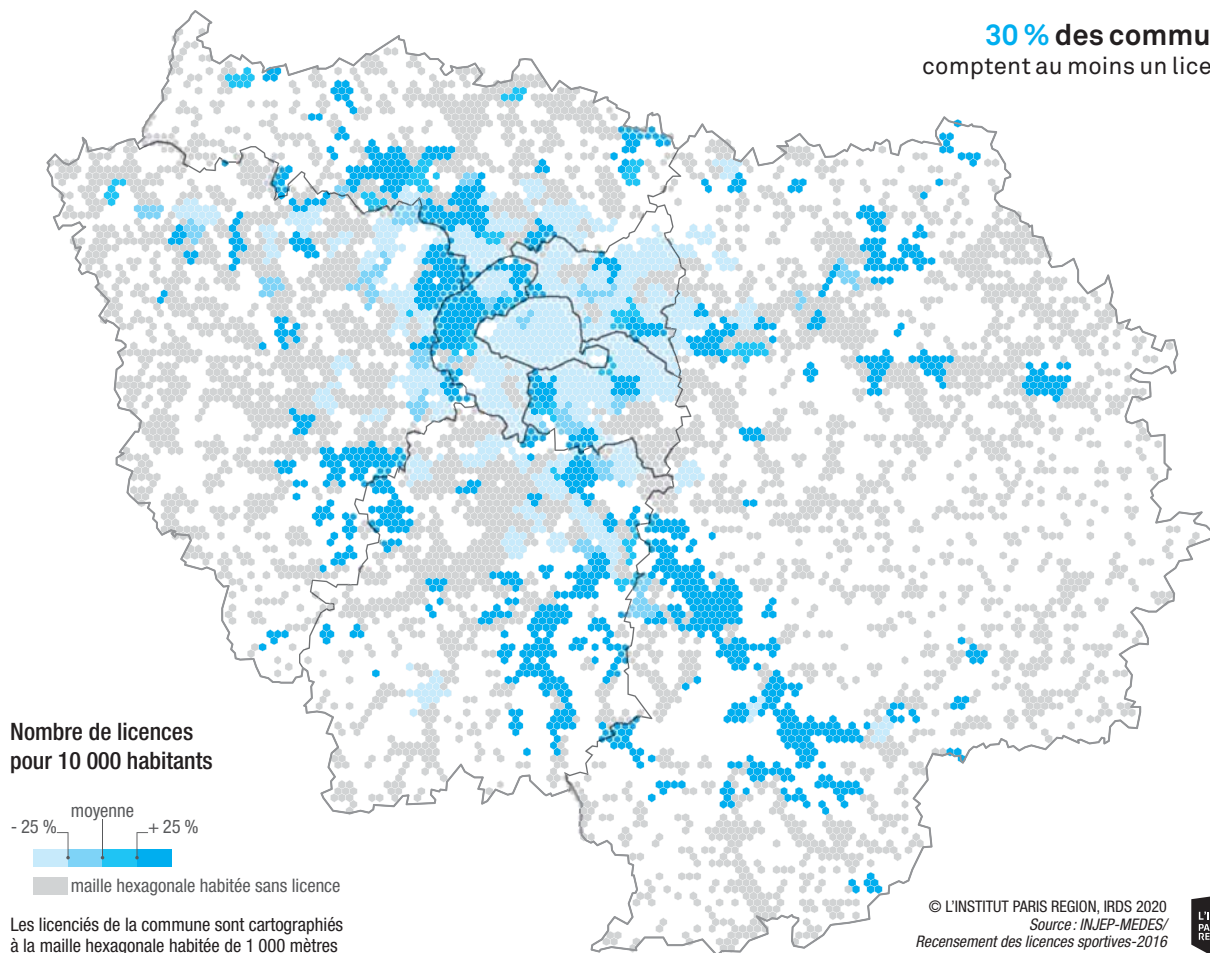 30 % des commu
comptent au moins un lice
Nombre de licences
pour 10 000 habitants
moyenne
- 25 %
+ 25 %
maille hexagonale habitée sans licence
Les licenciés de la commune sont cartographiés
à la maille hexagonale habitée de 1 000 mètres
© L'INSTITUT PARIS REGION, IRDS 2020
Source : INJEP-MEDES/
Recensement des licences sportives-2016
L'I
PA
RE